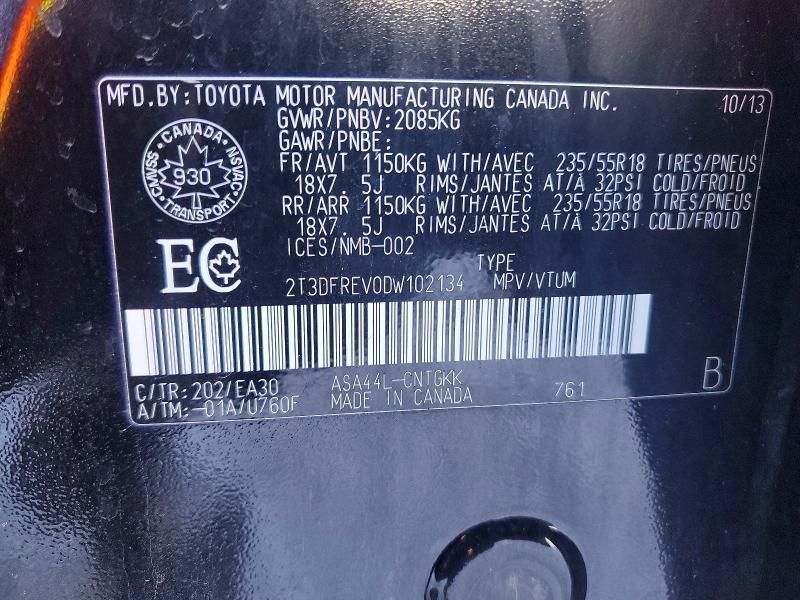 MFD.BY:TOYOTA MOTOR MANUFACTURING CANADA INC. 10/13
GVWR/PNBV:2085KG
GAWR/PNBE:
FR/AVT 1150KG WITH/AVEC 235/55R18 TIRES/PNEUS
18X7. 5J RIMS/JANTES AT/À 32PSI COLD/FROID
RR/ARR 1150KG WITH/AVEC 235/55R18 TIRES/PNEUS
18X7. 5J RIMS/JANTES AT/À 32PSI COLD/FROID
ICES/NMB-002
CANADA
CMVSS 930 NSVAC
TRANSPORT
EC
TYPE
2T3DFREV0DW102134 MPV/VTUM
C/TR:202/EA30 ASA44L-CNTGKK
A/TM:-01A/U760F MADE IN CANADA 761 B